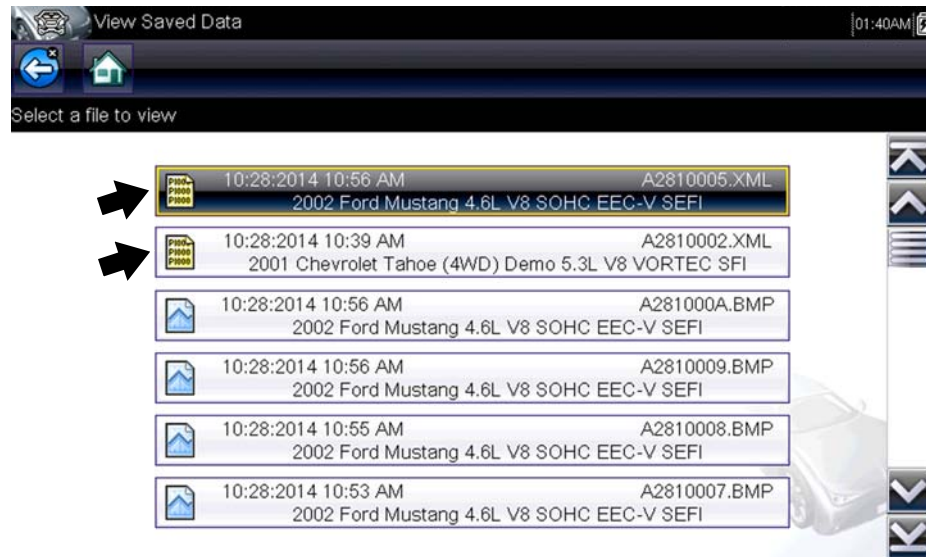 View Saved Data
01:40AM
Select a file to view
10:28:2014 10:56 AM A2810005.XML
2002 Ford Mustang 4.6L V8 SOHC EEC-V SEFI
10:28:2014 10:39 AM A2810002.XML
2001 Chevrolet Tahoe (4WD) Demo 5.3L V8 VORTEC SFI
10:28:2014 10:56 AM A281000A.BMP
2002 Ford Mustang 4.6L V8 SOHC EEC-V SEFI
10:28:2014 10:56 AM A2810009.BMP
2002 Ford Mustang 4.6L V8 SOHC EEC-V SEFI
10:28:2014 10:55 AM A2810008.BMP
2002 Ford Mustang 4.6L V8 SOHC EEC-V SEFI
10:28:2014 10:53 AM A2810007.BMP
2002 Ford Mustang 4.6L V8 SOHC EEC-V SEFI